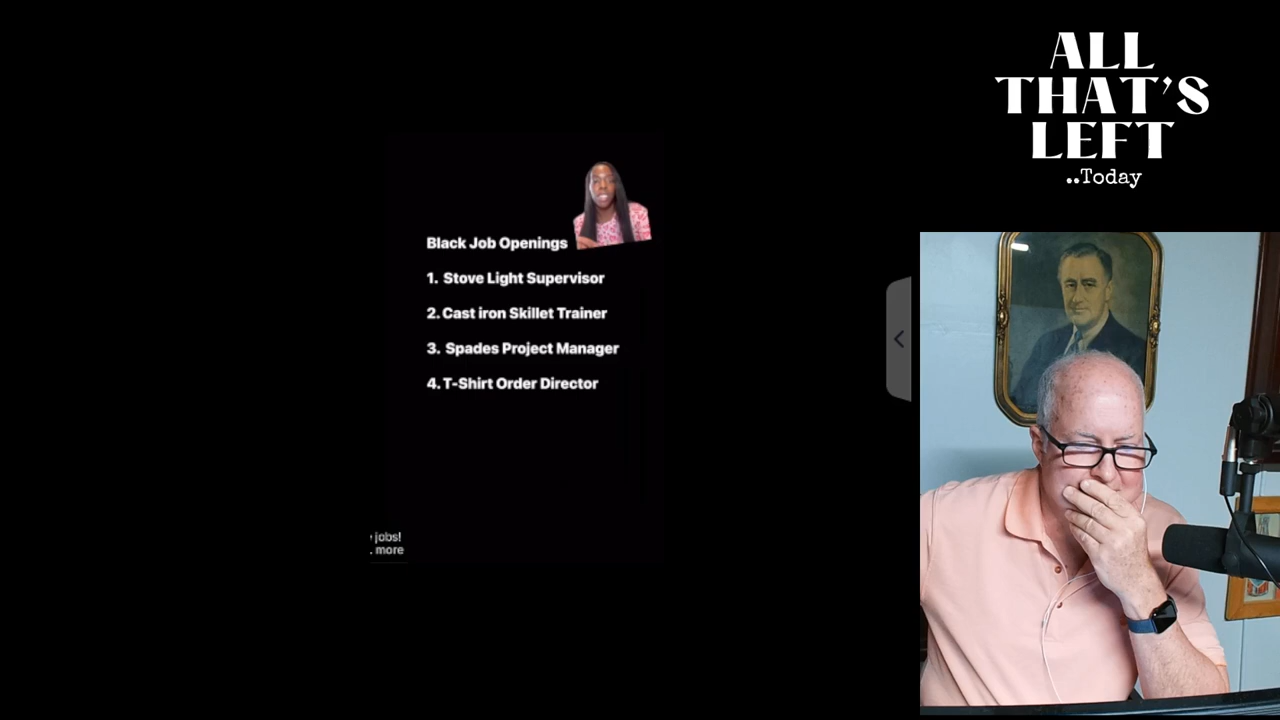 ALL
THAT'S
LEFT
..Today
Black Job Openings
1. Stove Light Supervisor
2. Cast iron Skillet Trainer
3. Spades Project Manager
4. T-Shirt Order Director
jobs!
. more